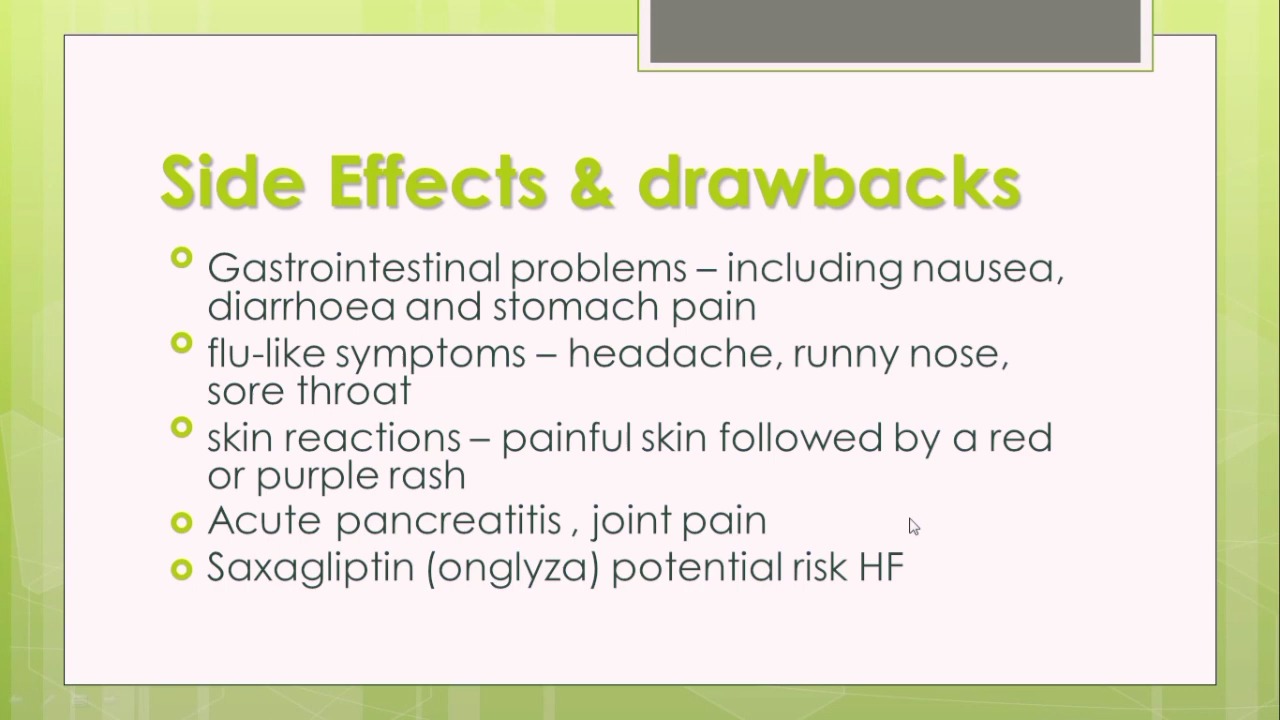 Side Effects & drawbacks
Gastrointestinal problems – including nausea,
diarrhoea and stomach pain
flu-like symptoms – headache, runny nose,
sore throat
skin reactions – painful skin followed by a red
or purple rash
Acute pancreatitis , joint pain
Saxagliptin (onglyza) potential risk HF